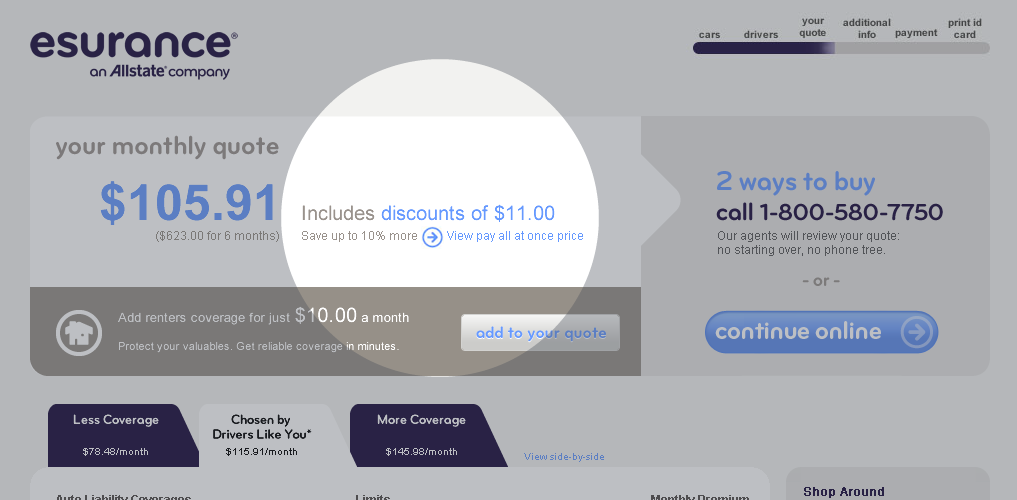 esurance®
an Allstate® company
cars
drivers
your quote
additional info
payment
print id card
your monthly quote
$105.91
($623.00 for 6 months)
Includes discounts of $11.00
Save up to 10% more View pay all at once price
2 ways to buy
call 1-800-580-7750
Our agents will review your quote:
no starting over, no phone tree.
- or -
continue online
Add renters coverage for just $10.00 a month
Protect your valuables. Get reliable coverage in minutes.
add to your quote
Less Coverage
$78.48/month
Chosen by
Drivers Like You*
$115.91/month
More Coverage
$145.98/month
View side-by-side
Auto Liability Coverages
Limits
Monthly Premium
Shop Around